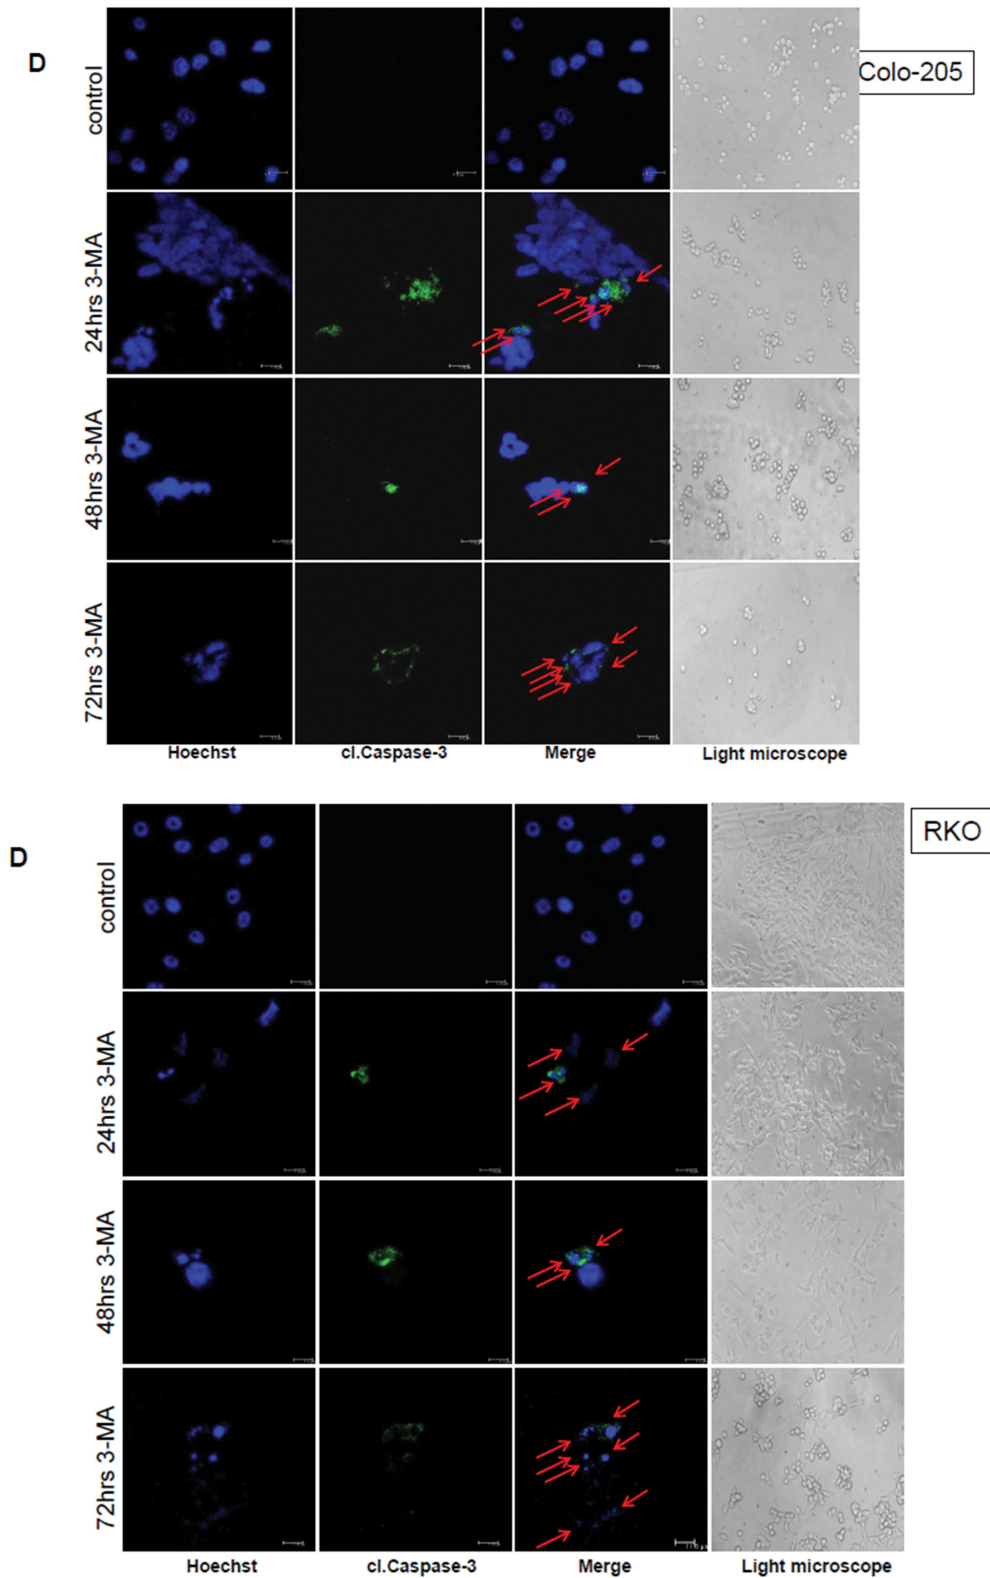 D
Colo-205
control
24hrs 3-MA
48hrs 3-MA
72hrs 3-MA
Hoechst cl.Caspase-3 Merge Light microscope
D
RKO
control
24hrs 3-MA
48hrs 3-MA
72hrs 3-MA
Hoechst cl.Caspase-3 Merge Light microscope